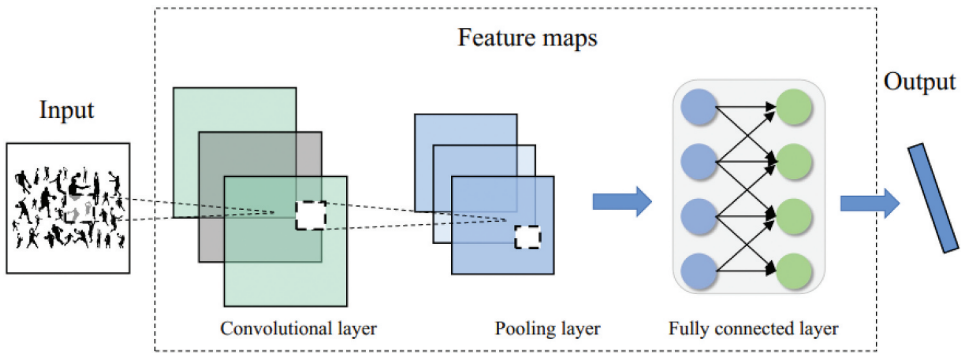 Feature maps
Input
Output
Convolutional layer
Pooling layer
Fully connected layer